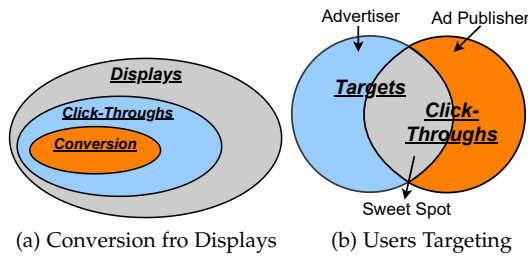 Displays
Click-Throughs
Conversion
(a) Conversion fro Displays
Advertiser
Ad Publisher
Targets
Click-
Throughs
Sweet Spot
(b) Users Targeting